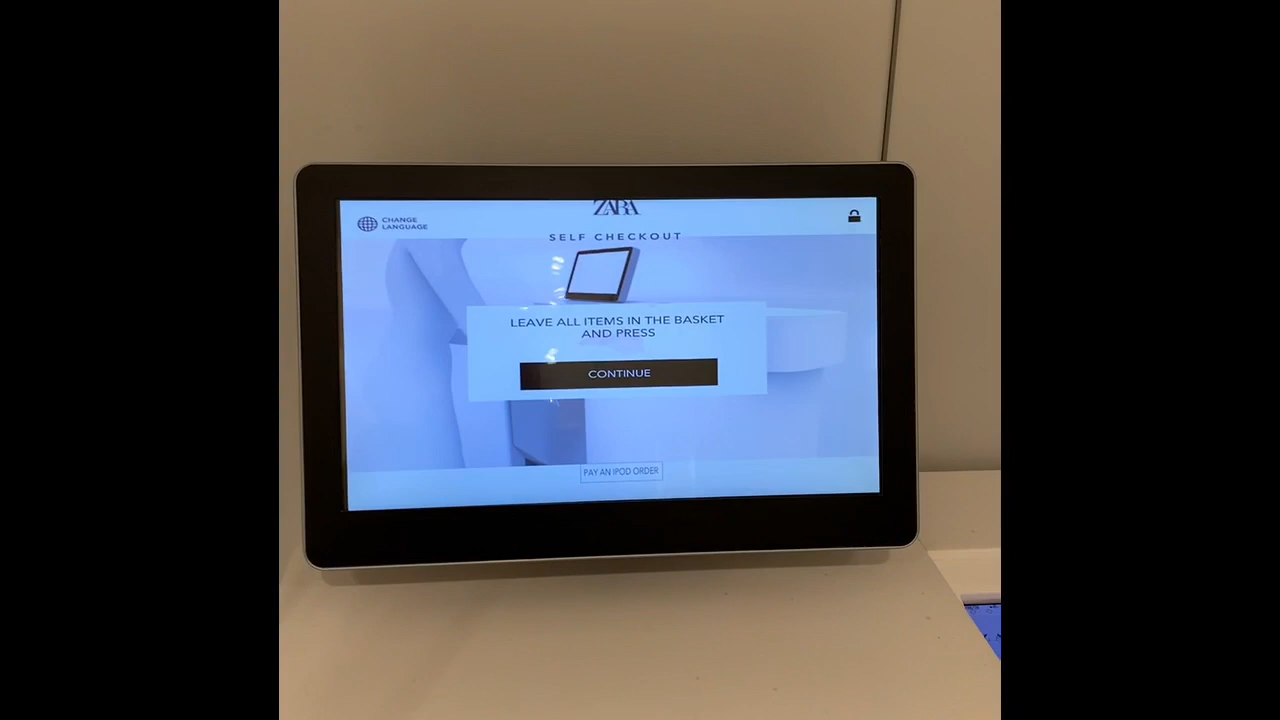 ZARA
CHANGE
LANGUAGE
SELF CHECKOUT
LEAVE ALL ITEMS IN THE BASKET
AND PRESS
CONTINUE
PAY AN IPOD ORDER